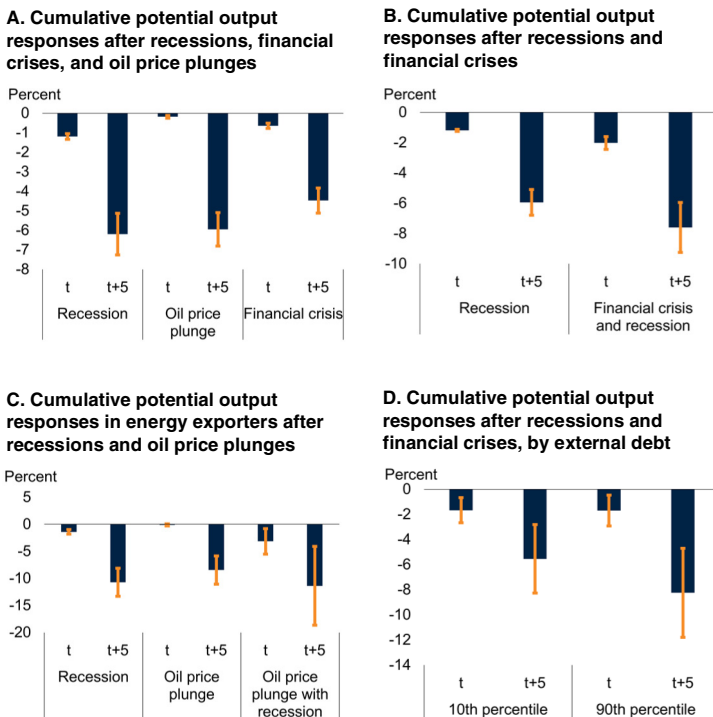 A. Cumulative potential output
responses after recessions, financial
crises, and oil price plunges
Percent
0
-1
-2
-3
-4
-5
-6
-7
-8
t t+5 t t+5 t t+5
Recession Oil price Financial crisis
plunge
B. Cumulative potential output
responses after recessions and
financial crises
Percent
0
-2
-4
-6
-8
-10
t t+5 t t+5
Recession Financial crisis
and recession
C. Cumulative potential output
responses in energy exporters after
recessions and oil price plunges
Percent
5
0
-5
-10
-15
-20
t t+5 t t+5 t t+5
Recession Oil price Oil price
plunge plunge with
recession
D. Cumulative potential output
responses after recessions and
financial crises, by external debt
Percent
0
-2
-4
-6
-8
-10
-12
-14
t t+5 t t+5
10th percentile 90th percentile